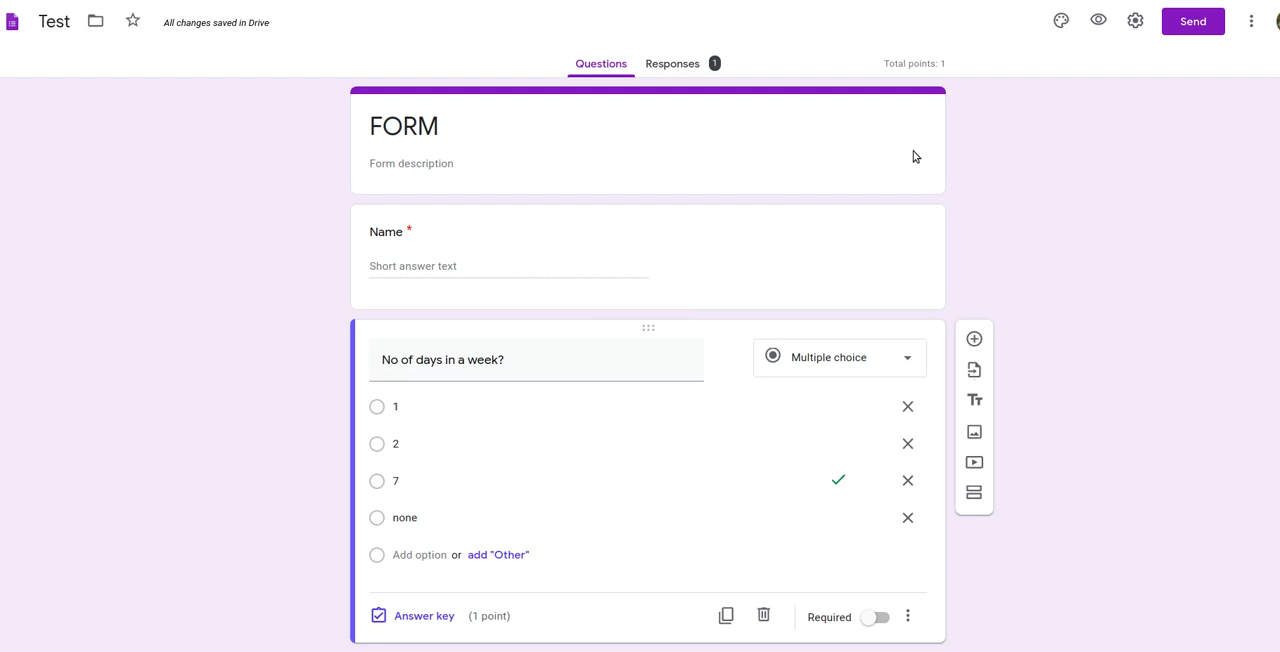 Test
All changes saved in Drive
Send
Questions
Responses 1
Total points: 1
FORM
Form description
Name *
Short answer text
No of days in a week?
Multiple choice
1
2
7
none
Add option or add "Other"
Answer key (1 point)
Required
Tт